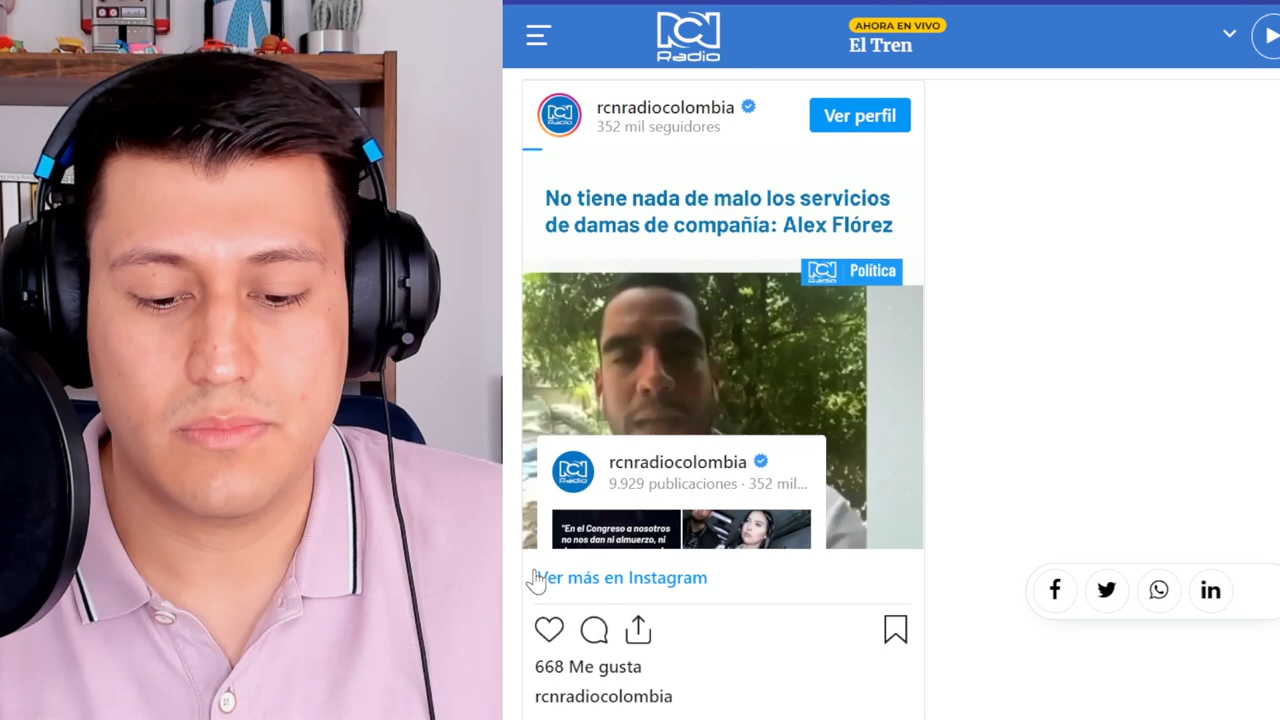 RCN
Radio
AHORA EN VIVO
El Tren
rcnradiocolombia
352 mil seguidores
Ver perfil
No tiene nada de malo los servicios
de damas de compañía: Alex Flórez
RCN
Radio
Política
rcnradiocolombia
9.929 publicaciones · 352 mil...
"En el Congreso a nosotros
no nos dan ni almuerzo, ni
Ver más en Instagram
668 Me gusta
rcnradiocolombia